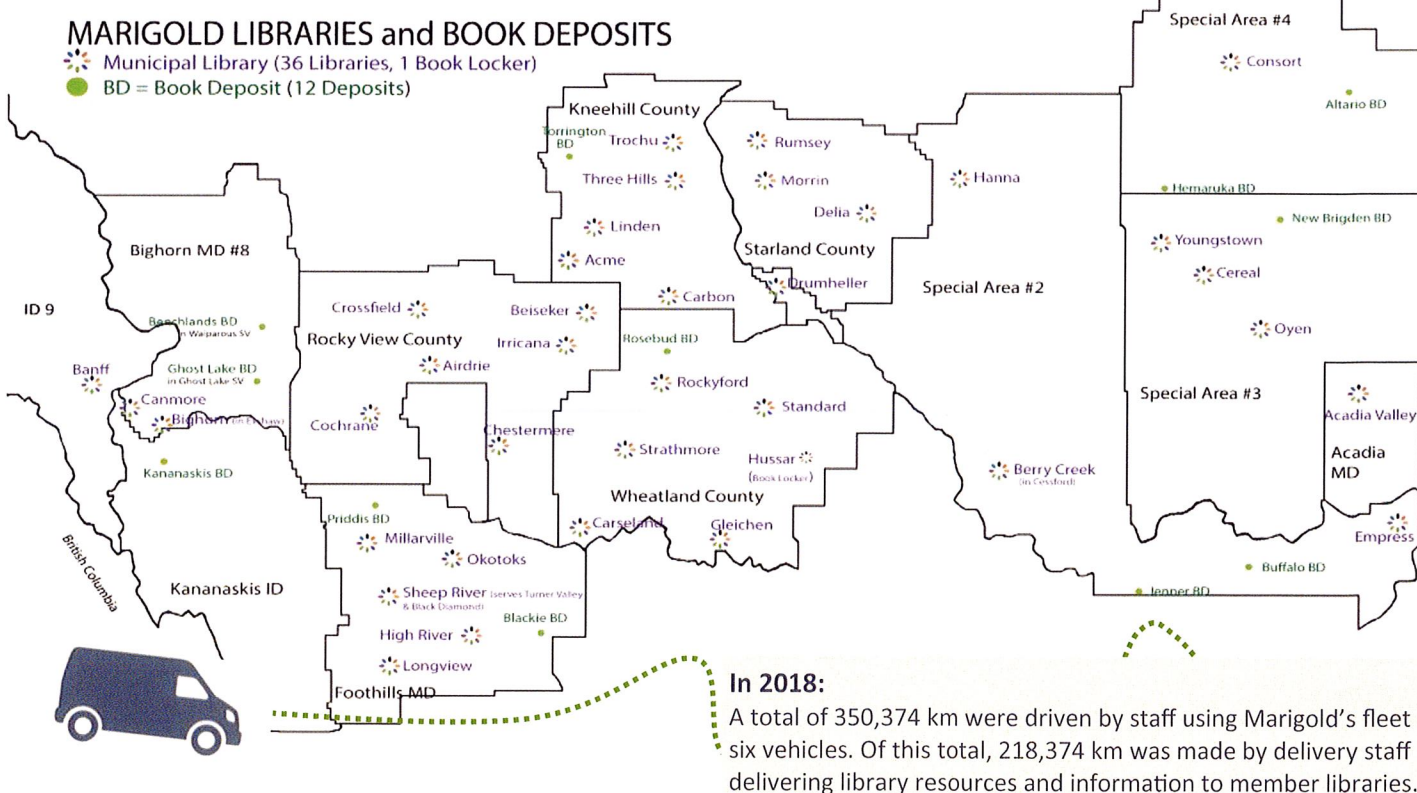 MARIGOLD LIBRARIES and BOOK DEPOSITS
Municipal Library (36 Libraries, 1 Book Locker)
BD = Book Deposit (12 Deposits)
Special Area #4
Consort
Altario BD
Hemaruka BD
Kneehill County
Torrington
BD
Trochu
Three Hills
Linden
Acme
Carbon
Rumsey
Morrin
Delia
Starland County
Drumheller
Hanna
Special Area #2
Berry Creek
(in Cessford)
New Brigden BD
Youngstown
Cereal
Oyen
Special Area #3
Acadia Valley
Acadia
MD
Empress
Buffalo BD
Jenner BD
Bighorn MD #8
ID 9
Beechlands BD
in Waiparous SV
Ghost Lake BD
in Ghost Lake SV
Banff
Canmore
Bighorn (in Exshaw)
Kananaskis BD
British Columbia
Kananaskis ID
Crossfield
Beiseker
Rocky View County
Irricana
Airdrie
Cochrane
Chestermere
Rosebud BD
Rockyford
Standard
Strathmore
Hussar
(Book Locker)
Wheatland County
Carseland
Gleichen
Priddis BD
Millarville
Okotoks
Sheep River (serves Turner Valley
& Black Diamond)
Blackie BD
High River
Longview
Foothills MD
In 2018:
A total of 350,374 km were driven by staff using Marigold's fleet
six vehicles. Of this total, 218,374 km was made by delivery staff
delivering library resources and information to member libraries.